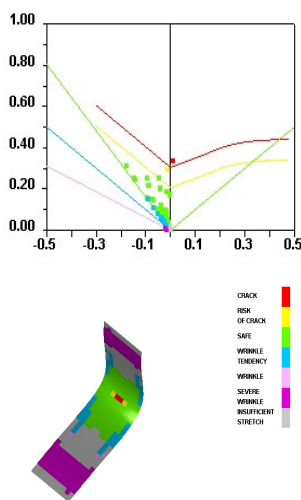 1.00
0.80
0.60
0.40
0.20
0.00
-0.5 -0.3 -0.1 0.1 0.3 0.5
CRACK
RISK
OF CRACK
SAFE
WRINKLE
TENDENCY
WRINKLE
SEVERE
WRINKLE
INSUFFICIENT
STRETCH